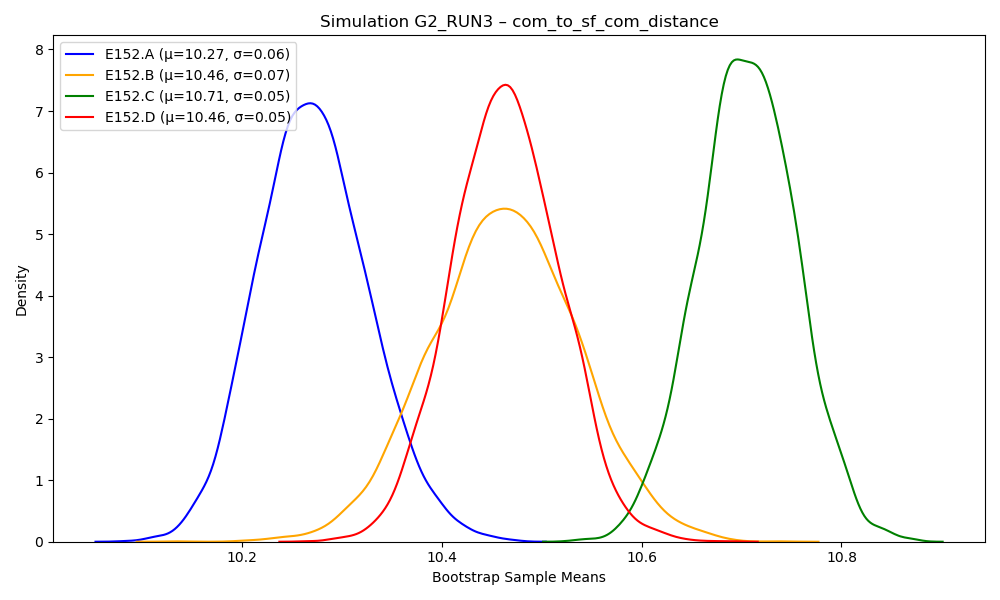 Simulation G2_RUN3 – com_to_sf_com_distance
E152.A (μ=10.27, σ=0.06)
E152.B (μ=10.46, σ=0.07)
E152.C (μ=10.71, σ=0.05)
E152.D (μ=10.46, σ=0.05)
Density
8
7
6
5
4
3
2
1
0
10.2 10.4 10.6 10.8
Bootstrap Sample Means